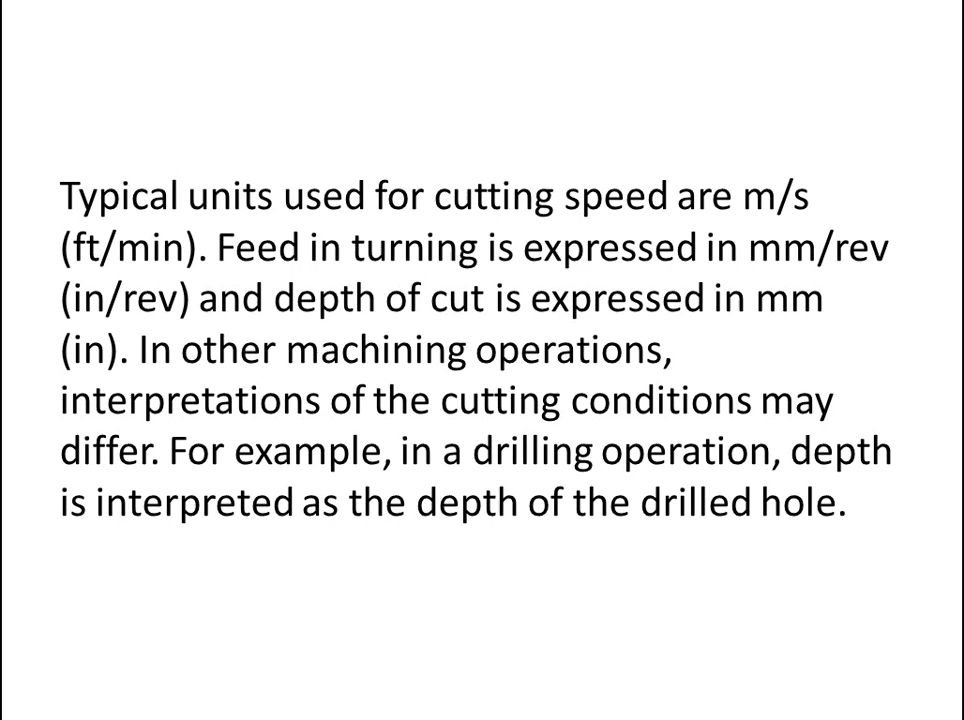 Typical units used for cutting speed are m/s
(ft/min). Feed in turning is expressed in mm/rev
(in/rev) and depth of cut is expressed in mm
(in). In other machining operations,
interpretations of the cutting conditions may
differ. For example, in a drilling operation, depth
is interpreted as the depth of the drilled hole.